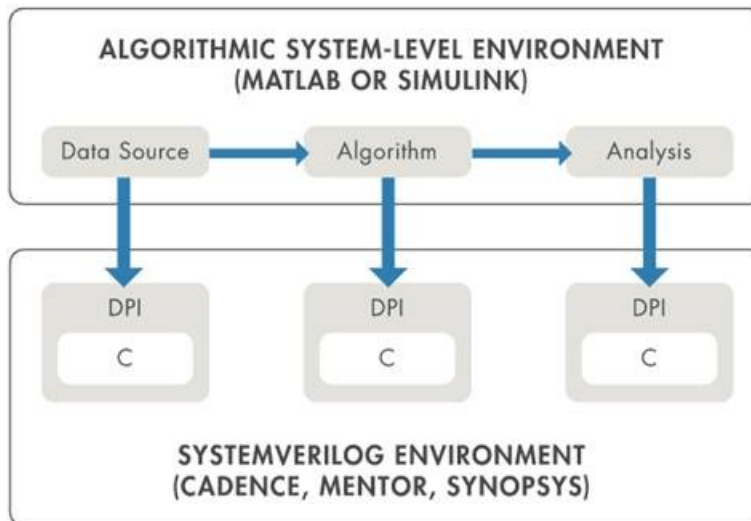 ALGORITHMIC SYSTEM-LEVEL ENVIRONMENT
(MATLAB OR SIMULINK)
Data Source
Algorithm
Analysis
DPI
DPI
DPI
C
C
C
SYSTEMVERILOG ENVIRONMENT
(CADENCE, MENTOR, SYNOPSYS)